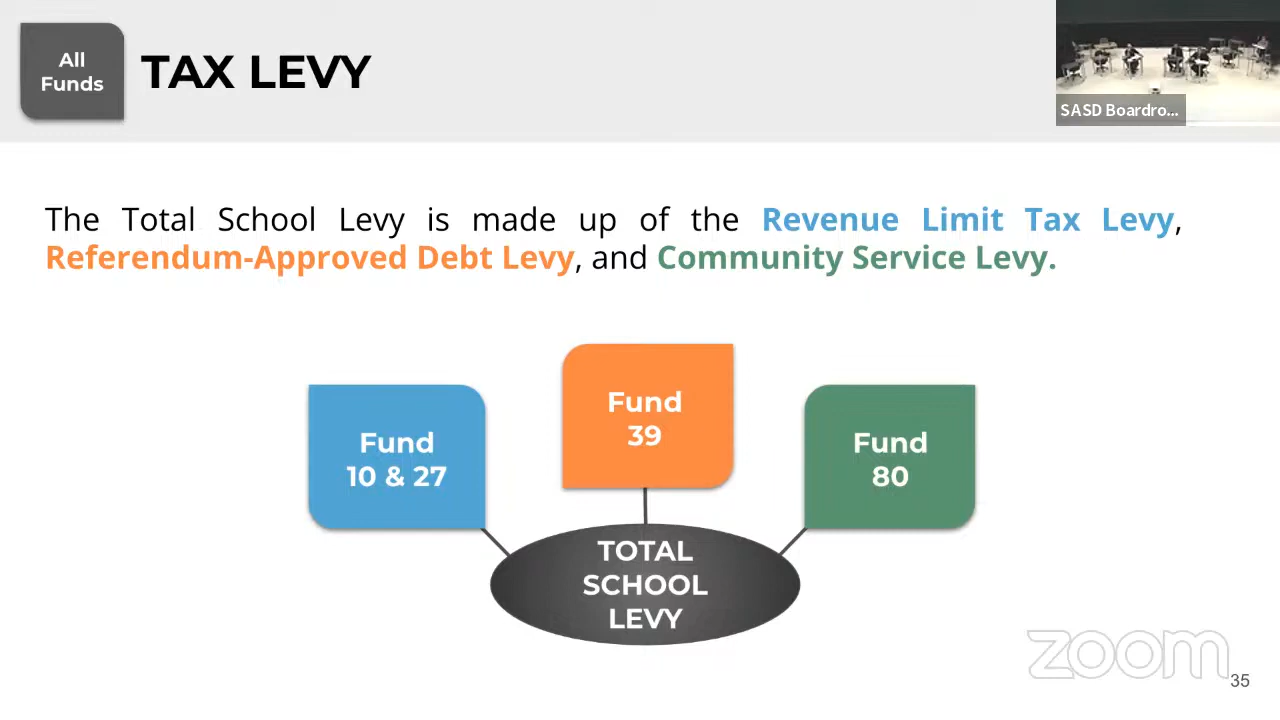 All
Funds
TAX LEVY
SASD Boardro...
The Total School Levy is made up of the Revenue Limit Tax Levy,
Referendum-Approved Debt Levy, and Community Service Levy.
Fund
39
Fund
10 & 27
Fund
80
TOTAL
SCHOOL
LEVY
zoom
35